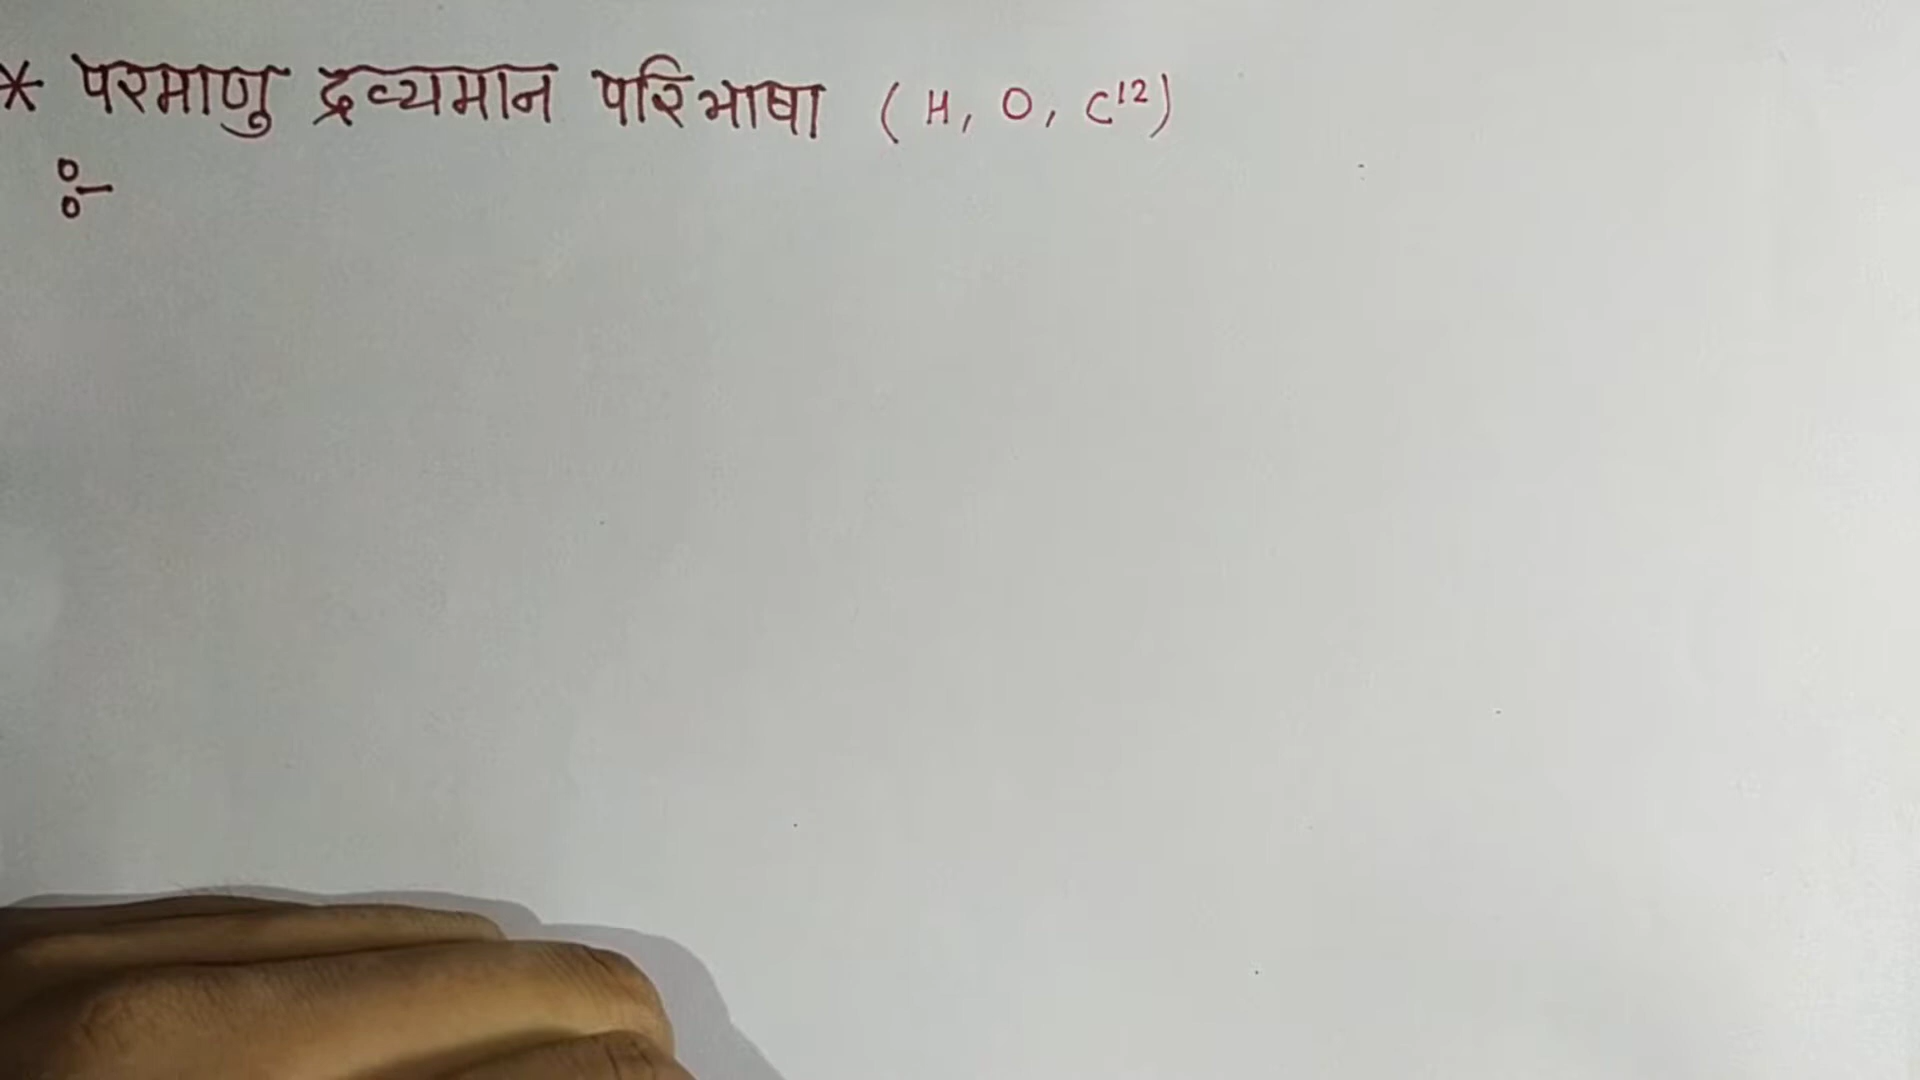 * परमाणु द्रव्यमान परिभाषा ( H, O, C¹²)
:-